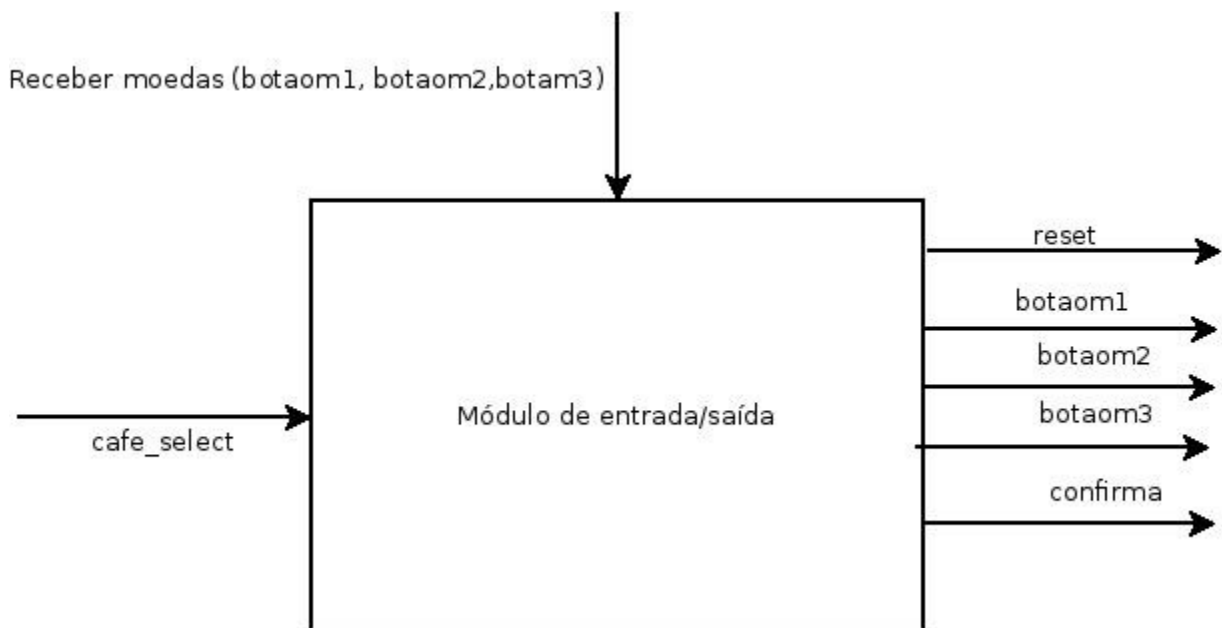 Receber moedas (botaom1, botaom2,botam3)
reset
botaom1
botaom2
botaom3
confirma
Módulo de entrada/saída
cafe_select